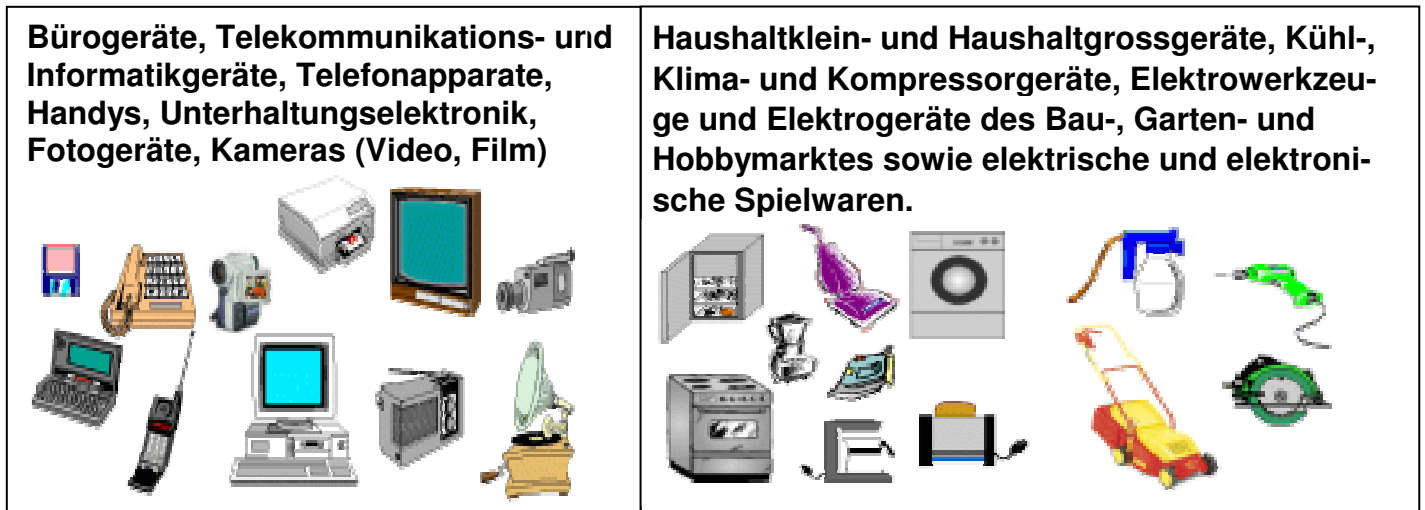 Bürogeräte, Telekommunikations- und
Informatikgeräte, Telefonapparate,
Handys, Unterhaltungselektronik,
Fotogeräte, Kameras (Video, Film)
Haushaltklein- und Haushaltgrossgeräte, Kühl-,
Klima- und Kompressorgeräte, Elektrowerkzeu-
ge und Elektrogeräte des Bau-, Garten- und
Hobbymarktes sowie elektrische und elektroni-
sche Spielwaren.